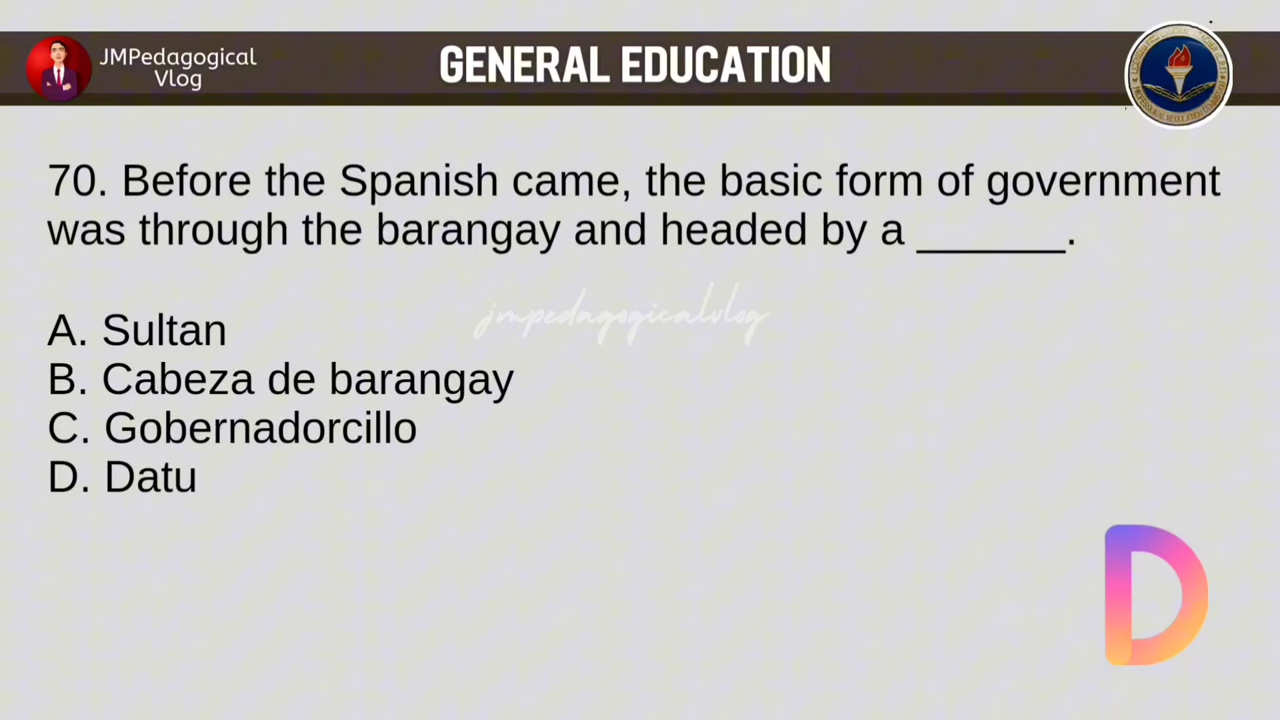 JMPedagogical
Vlog
GENERAL EDUCATION
70. Before the Spanish came, the basic form of government
was through the barangay and headed by a ______.
jmpedagogicalvlog
A. Sultan
B. Cabeza de barangay
C. Gobernadorcillo
D. Datu
D